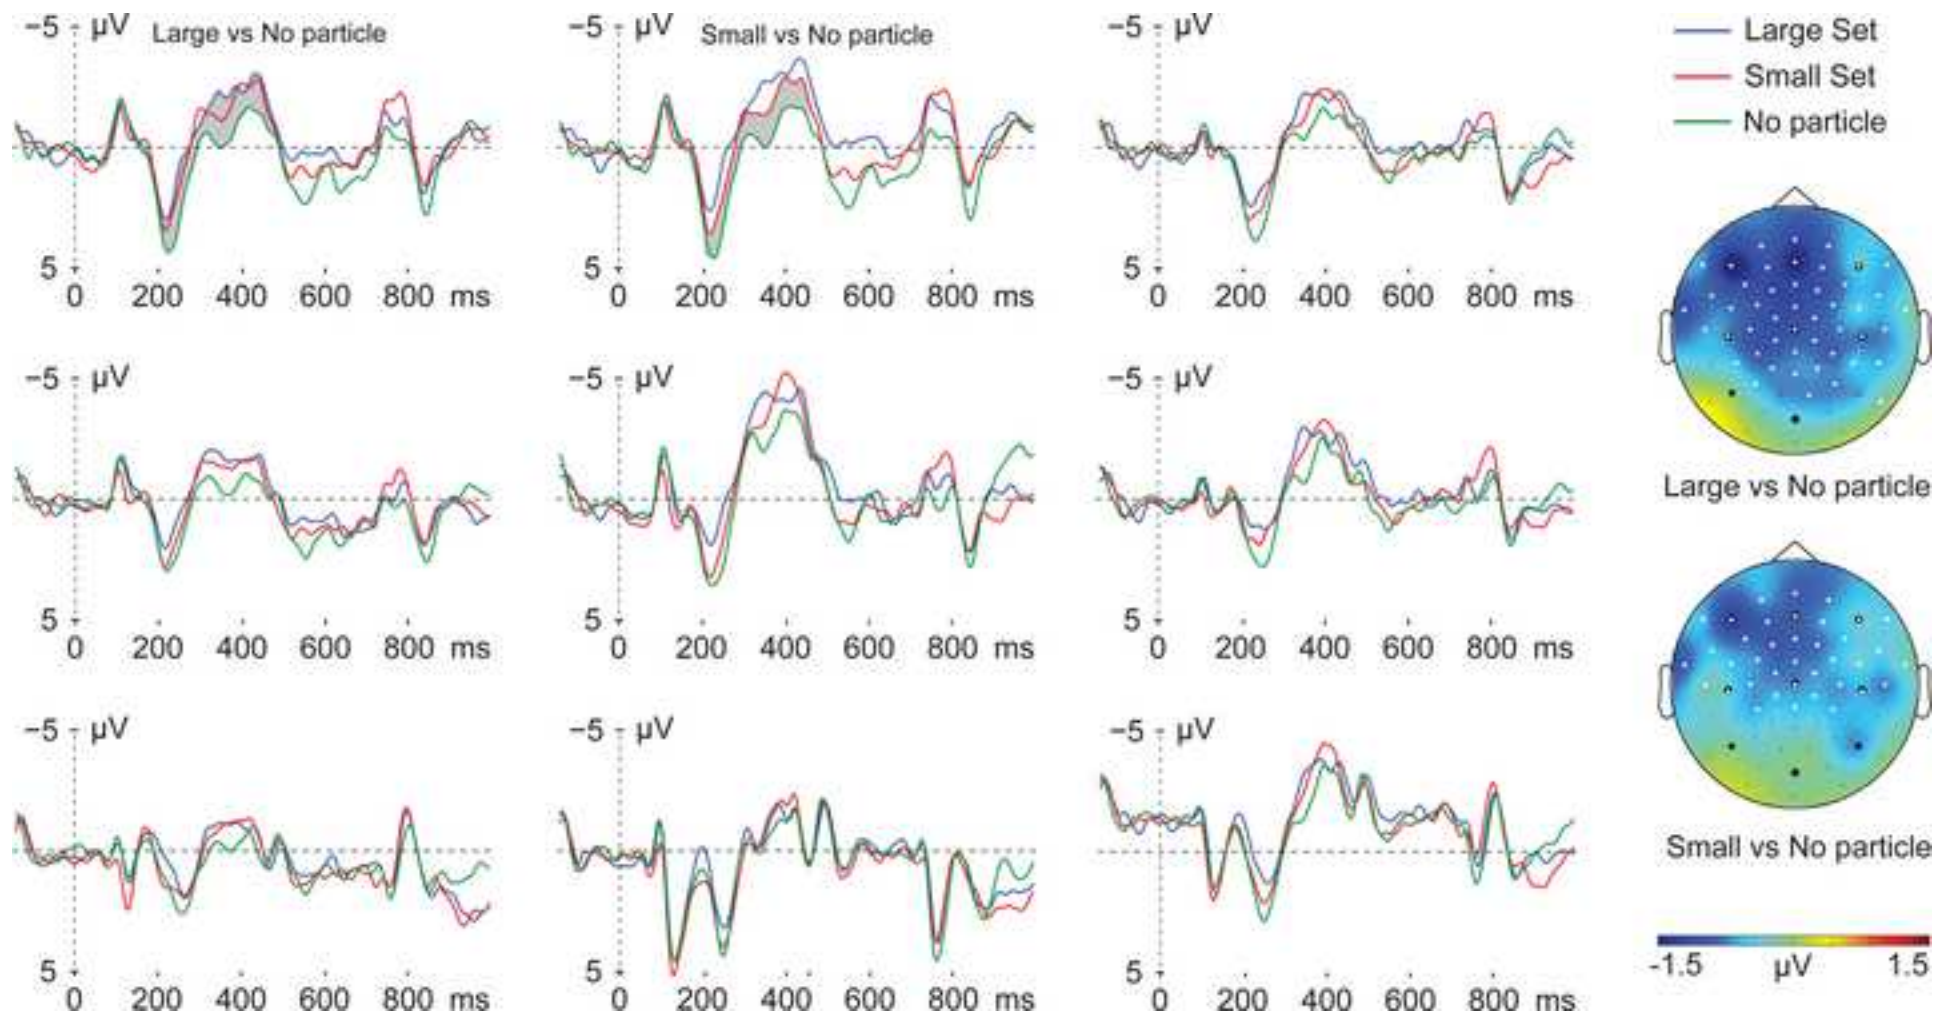 −5 µV Large vs No particle
5
0 200 400 600 800 ms
−5 µV Small vs No particle
5
0 200 400 600 800 ms
−5 µV
5
0 200 400 600 800 ms
−5 µV
5
0 200 400 600 800 ms
−5 µV
5
0 200 400 600 800 ms
−5 µV
5
0 200 400 600 800 ms
−5 µV
5
0 200 400 600 800 ms
−5 µV
5
0 200 400 600 800 ms
−5 µV
5
0 200 400 600 800 ms
Large Set
Small Set
No particle
Large vs No particle
Small vs No particle
-1.5 µV 1.5